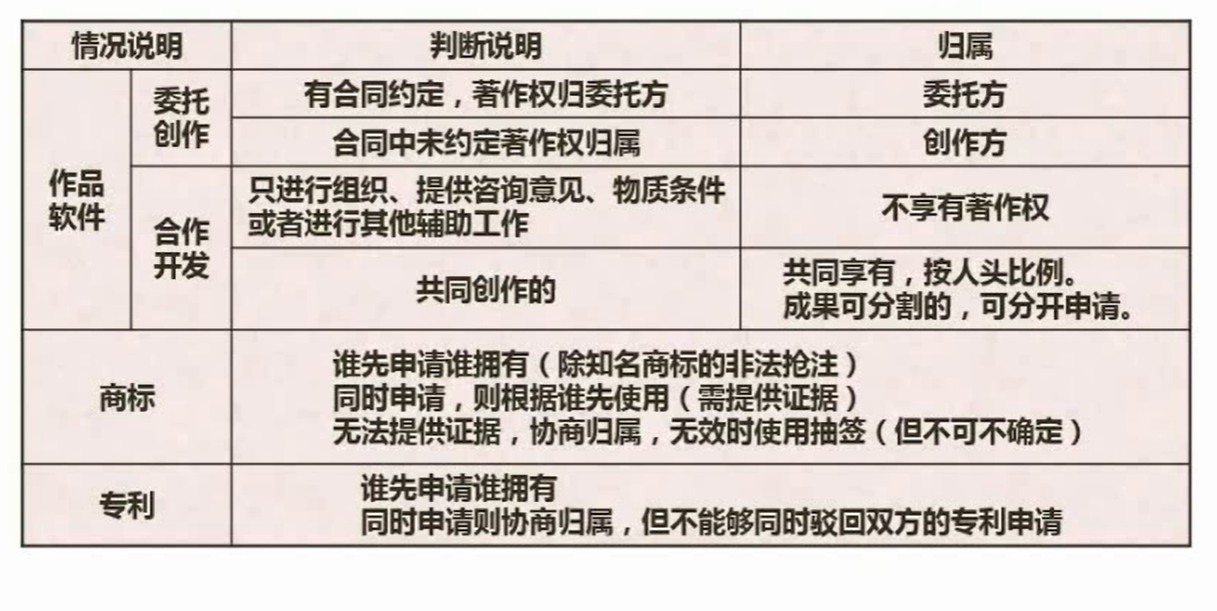 情况说明
判断说明
归属
作品
软件
委托
创作
有合同约定，著作权归委托方
委托方
合同中未约定著作权归属
创作方
合作
开发
只进行组织、提供咨询意见、物质条件
或者进行其他辅助工作
不享有著作权
共同创作的
共同享有，按人头比例。
成果可分割的，可分开申请。
商标
谁先申请谁拥有（除知名商标的非法抢注）
同时申请，则根据谁先使用（需提供证据）
无法提供证据，协商归属，无效时使用抽签（但不可不确定）
专利
谁先申请谁拥有
同时申请则协商归属，但不能够同时驳回双方的专利申请